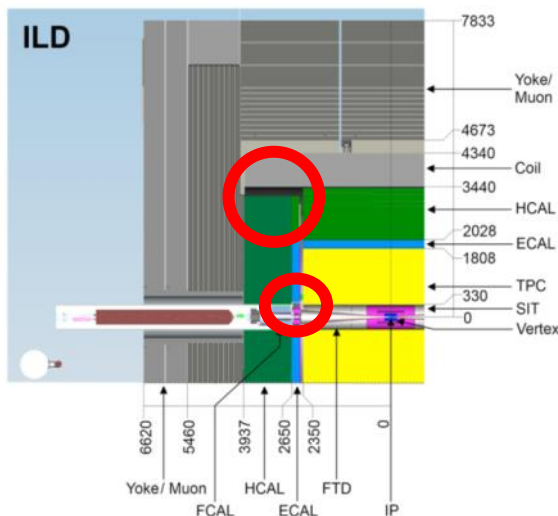 ILD
7833
Yoke/
Muon
4673
4340
Coil
3440
HCAL
2028
ECAL
1808
TPC
330
SIT
0
Vertex
6620
5460
3937
2650
2350
0
Yoke/ Muon
HCAL
FTD
FCAL
ECAL
IP